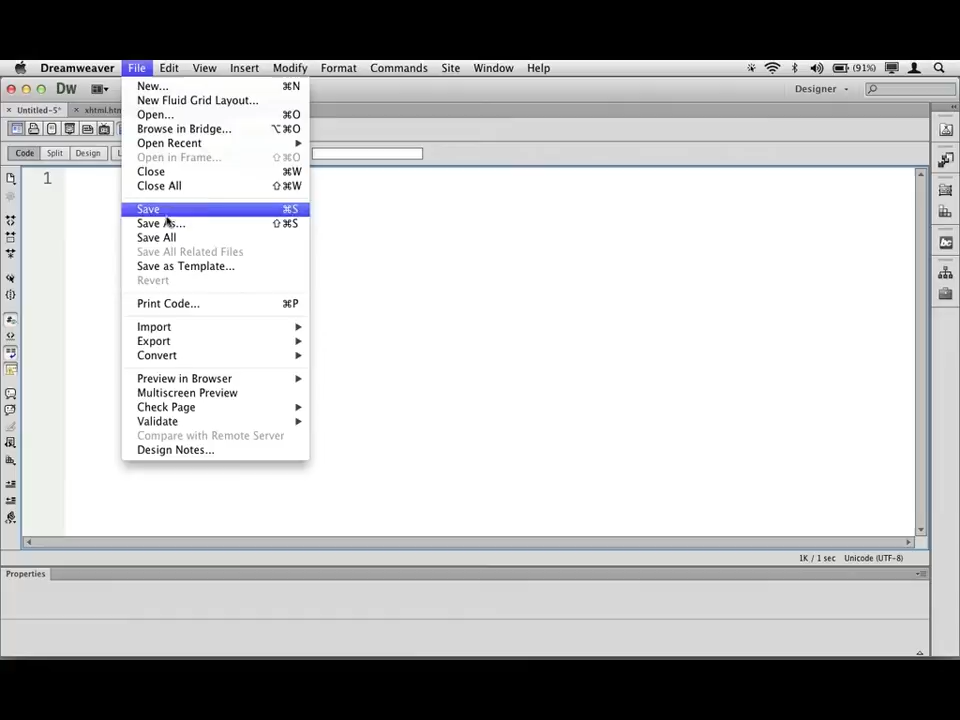 Dreamweaver File Edit View Insert Modify Format Commands Site Window Help (91%)
Dw Designer
Untitled-5* × xhtml.htm
Code Split Design L
New... ⌘N
New Fluid Grid Layout...
Open... ⌘O
Browse in Bridge... ⌥⌘O
Open Recent
Open in Frame... ⇧⌘O
Close ⌘W
Close All ⇧⌘W
Save ⌘S
Save As... ⇧⌘S
Save All
Save All Related Files
Save as Template...
Revert
Print Code... ⌘P
Import
Export
Convert
Preview in Browser
Multiscreen Preview
Check Page
Validate
Compare with Remote Server
Design Notes...
1
1K / 1 sec Unicode (UTF-8)
Properties